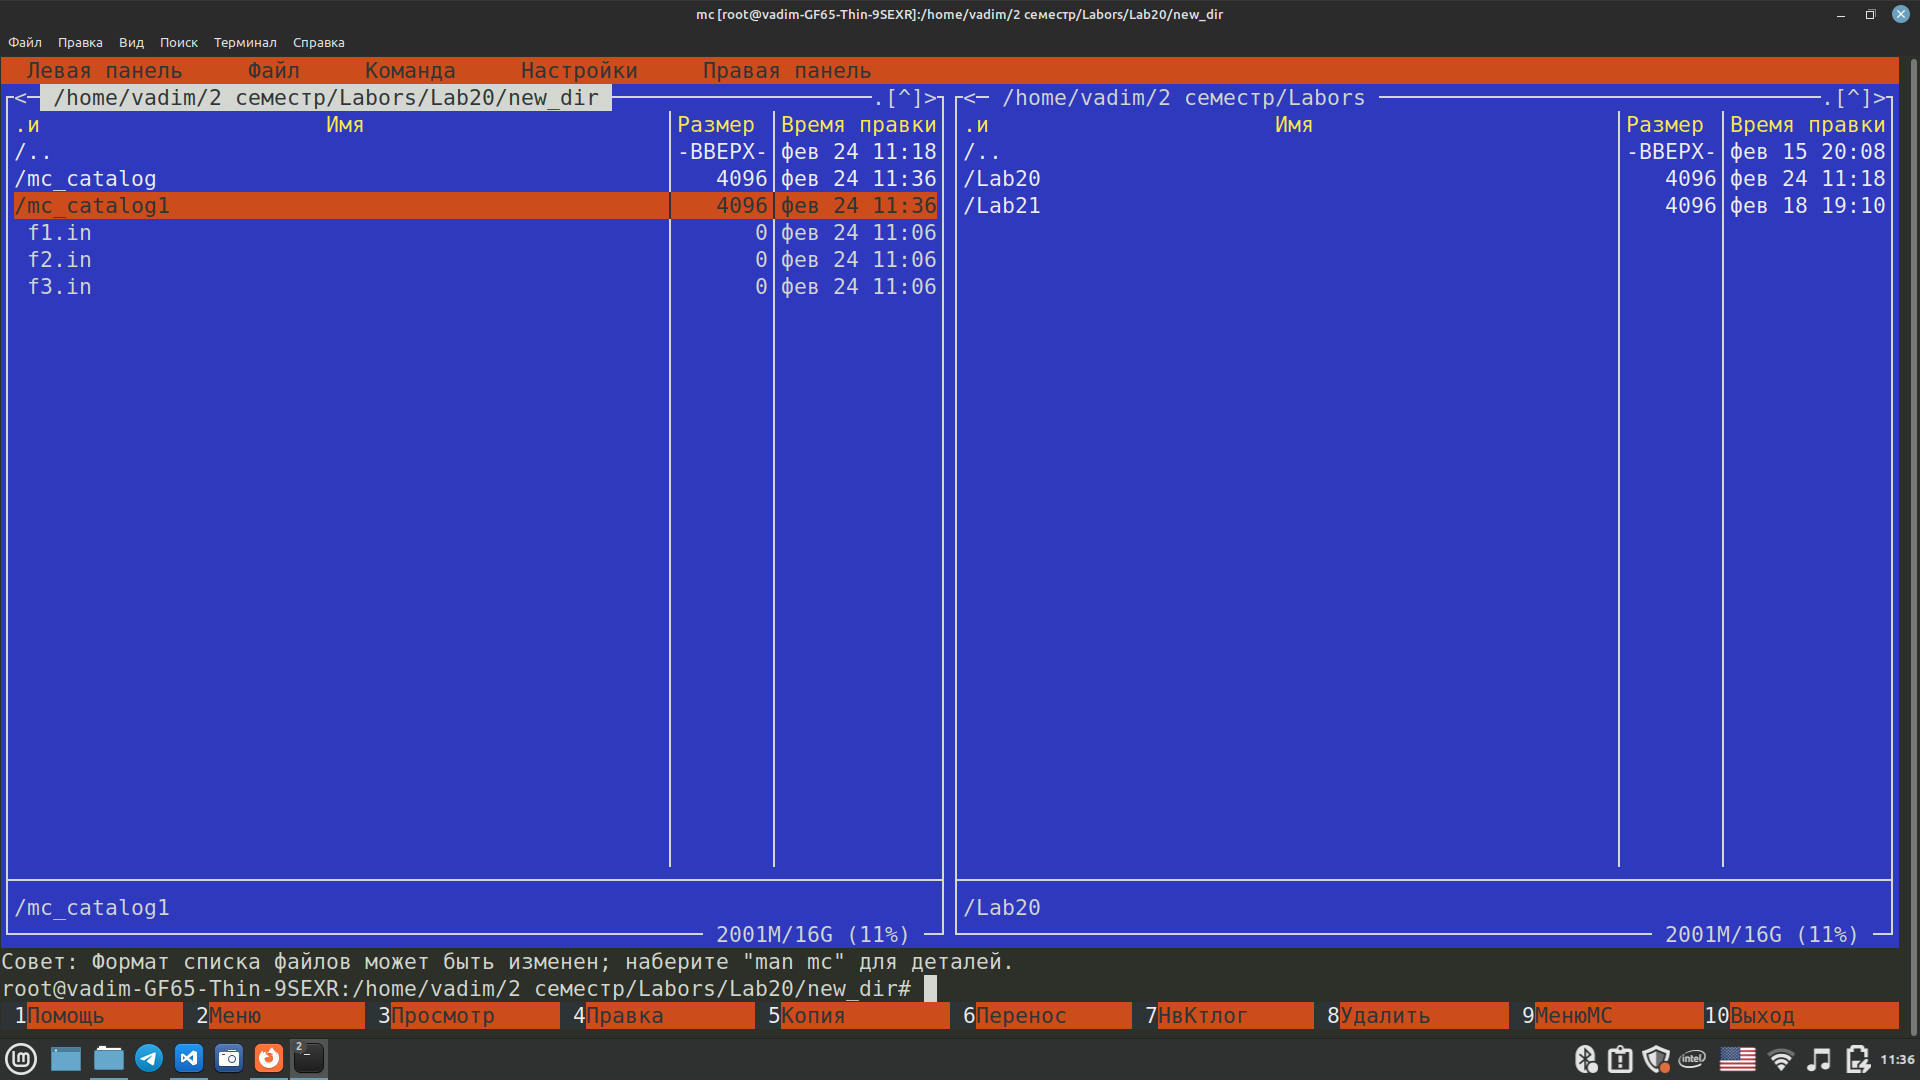 mc [root@vadim-GF65-Thin-9SEXR]:/home/vadim/2 семестр/Labors/Lab20/new_dir
Файл Правка Вид Поиск Терминал Справка
Левая панель Файл Команда Настройки Правая панель
<─ /home/vadim/2 семестр/Labors/Lab20/new_dir .[^]>
.и Имя Размер Время правки
/.. -ВВЕРХ- фев 24 11:18
/mc_catalog 4096 фев 24 11:36
/mc_catalog1 4096 фев 24 11:36
f1.in 0 фев 24 11:06
f2.in 0 фев 24 11:06
f3.in 0 фев 24 11:06
/mc_catalog1
2001M/16G (11%)
<─ /home/vadim/2 семестр/Labors .[^]>
.и Имя Размер Время правки
/.. -ВВЕРХ- фев 15 20:08
/Lab20 4096 фев 24 11:18
/Lab21 4096 фев 18 19:10
/Lab20
2001M/16G (11%)
Совет: Формат списка файлов может быть изменен; наберите "man mc" для деталей.
root@vadim-GF65-Thin-9SEXR:/home/vadim/2 семестр/Labors/Lab20/new_dir#
1Помощь 2Меню 3Просмотр 4Правка 5Копия 6Перенос 7НвКтлог 8Удалить 9МенюMC 10Выход
2 intel 11:36